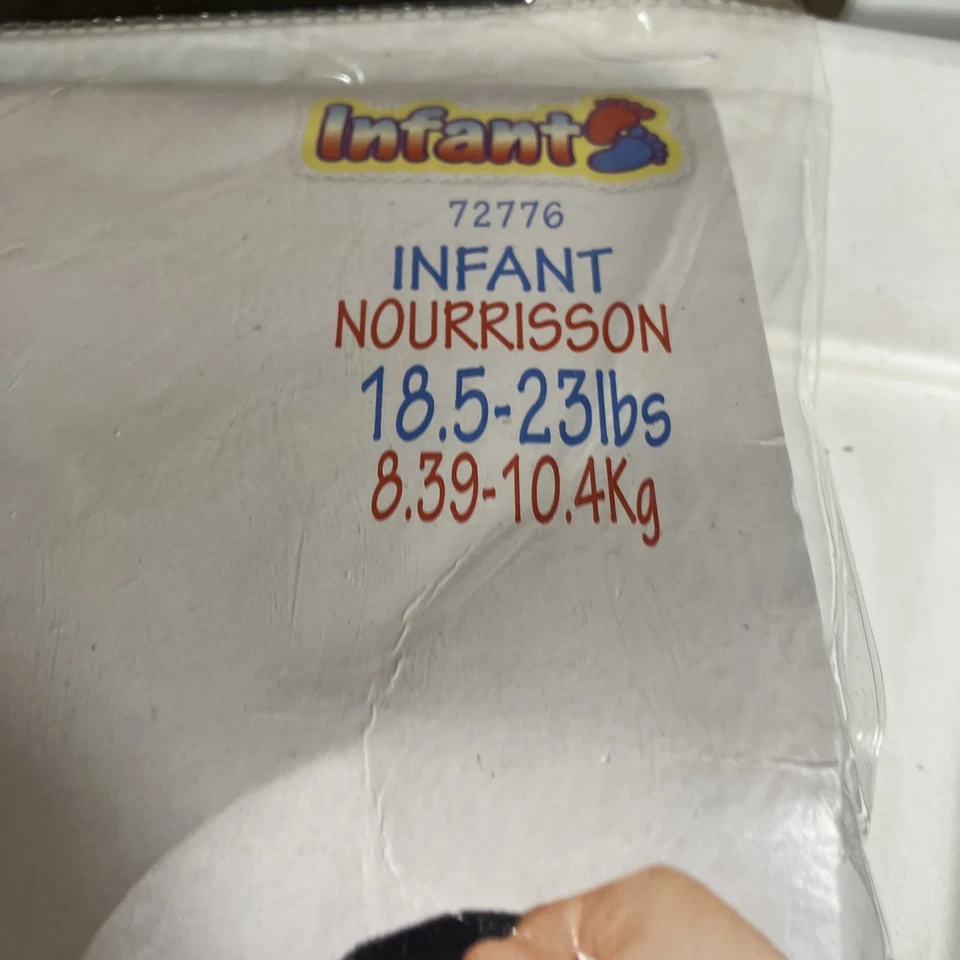 Infant
72776
INFANT
NOURRISSON
18.5-23lbs
8.39-10.4Kg